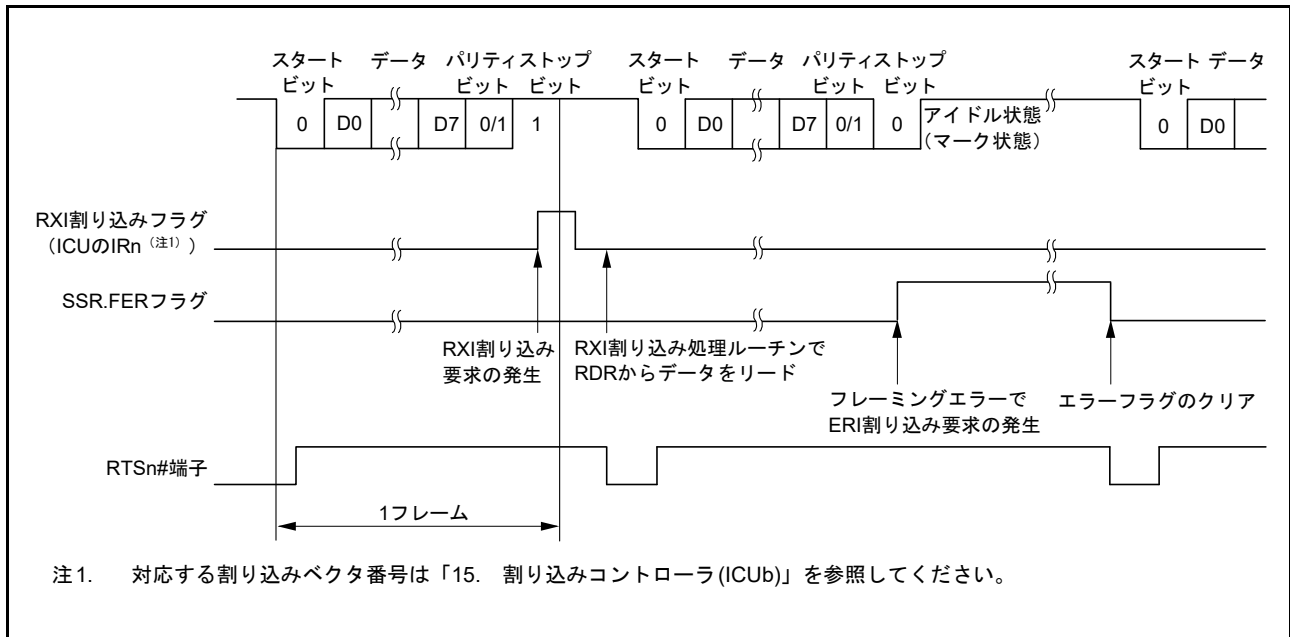 スタート データ パリティストップ スタート データ パリティストップ スタート データ
ビット ビット ビット ビット ビット ビット ビット
0 D0 D7 0/1 1 0 D0 D7 0/1 0 アイドル状態 0 D0
（マーク状態）
RXI割り込みフラグ
（ICUのIRn（注1））
SSR.FERフラグ
RXI割り込み
要求の発生
RXI割り込み処理ルーチンで
RDRからデータをリード
フレーミングエラーで
ERI割り込み要求の発生
エラーフラグのクリア
RTSn#端子
1フレーム
注1. 対応する割り込みベクタ番号は「15. 割り込みコントローラ(ICUb)」を参照してください。